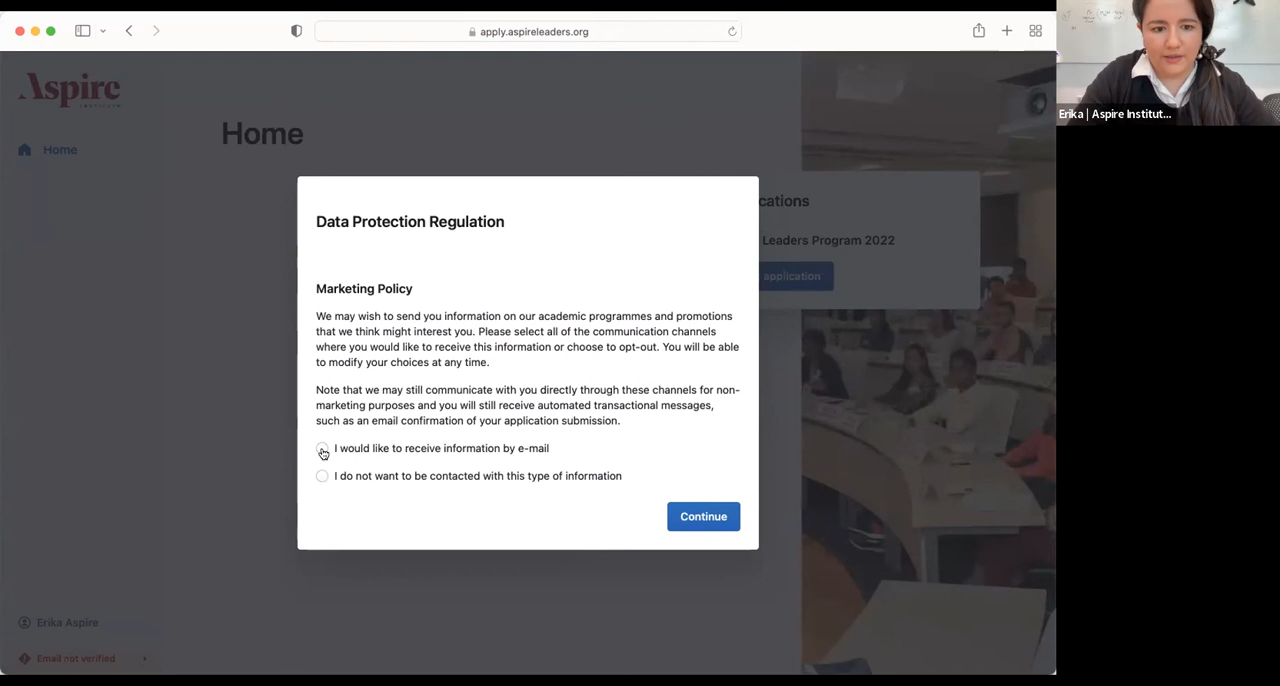 apply.aspireleaders.org
Aspire
INSTITUTE
Home
Home
Erika | Aspire Institut...
cations
Leaders Program 2022
application
Data Protection Regulation
Marketing Policy
We may wish to send you information on our academic programmes and promotions
that we think might interest you. Please select all of the communication channels
where you would like to receive this information or choose to opt-out. You will be able
to modify your choices at any time.
Note that we may still communicate with you directly through these channels for non-
marketing purposes and you will still receive automated transactional messages,
such as an email confirmation of your application submission.
I would like to receive information by e-mail
I do not want to be contacted with this type of information
Continue
Erika Aspire
Email not verified